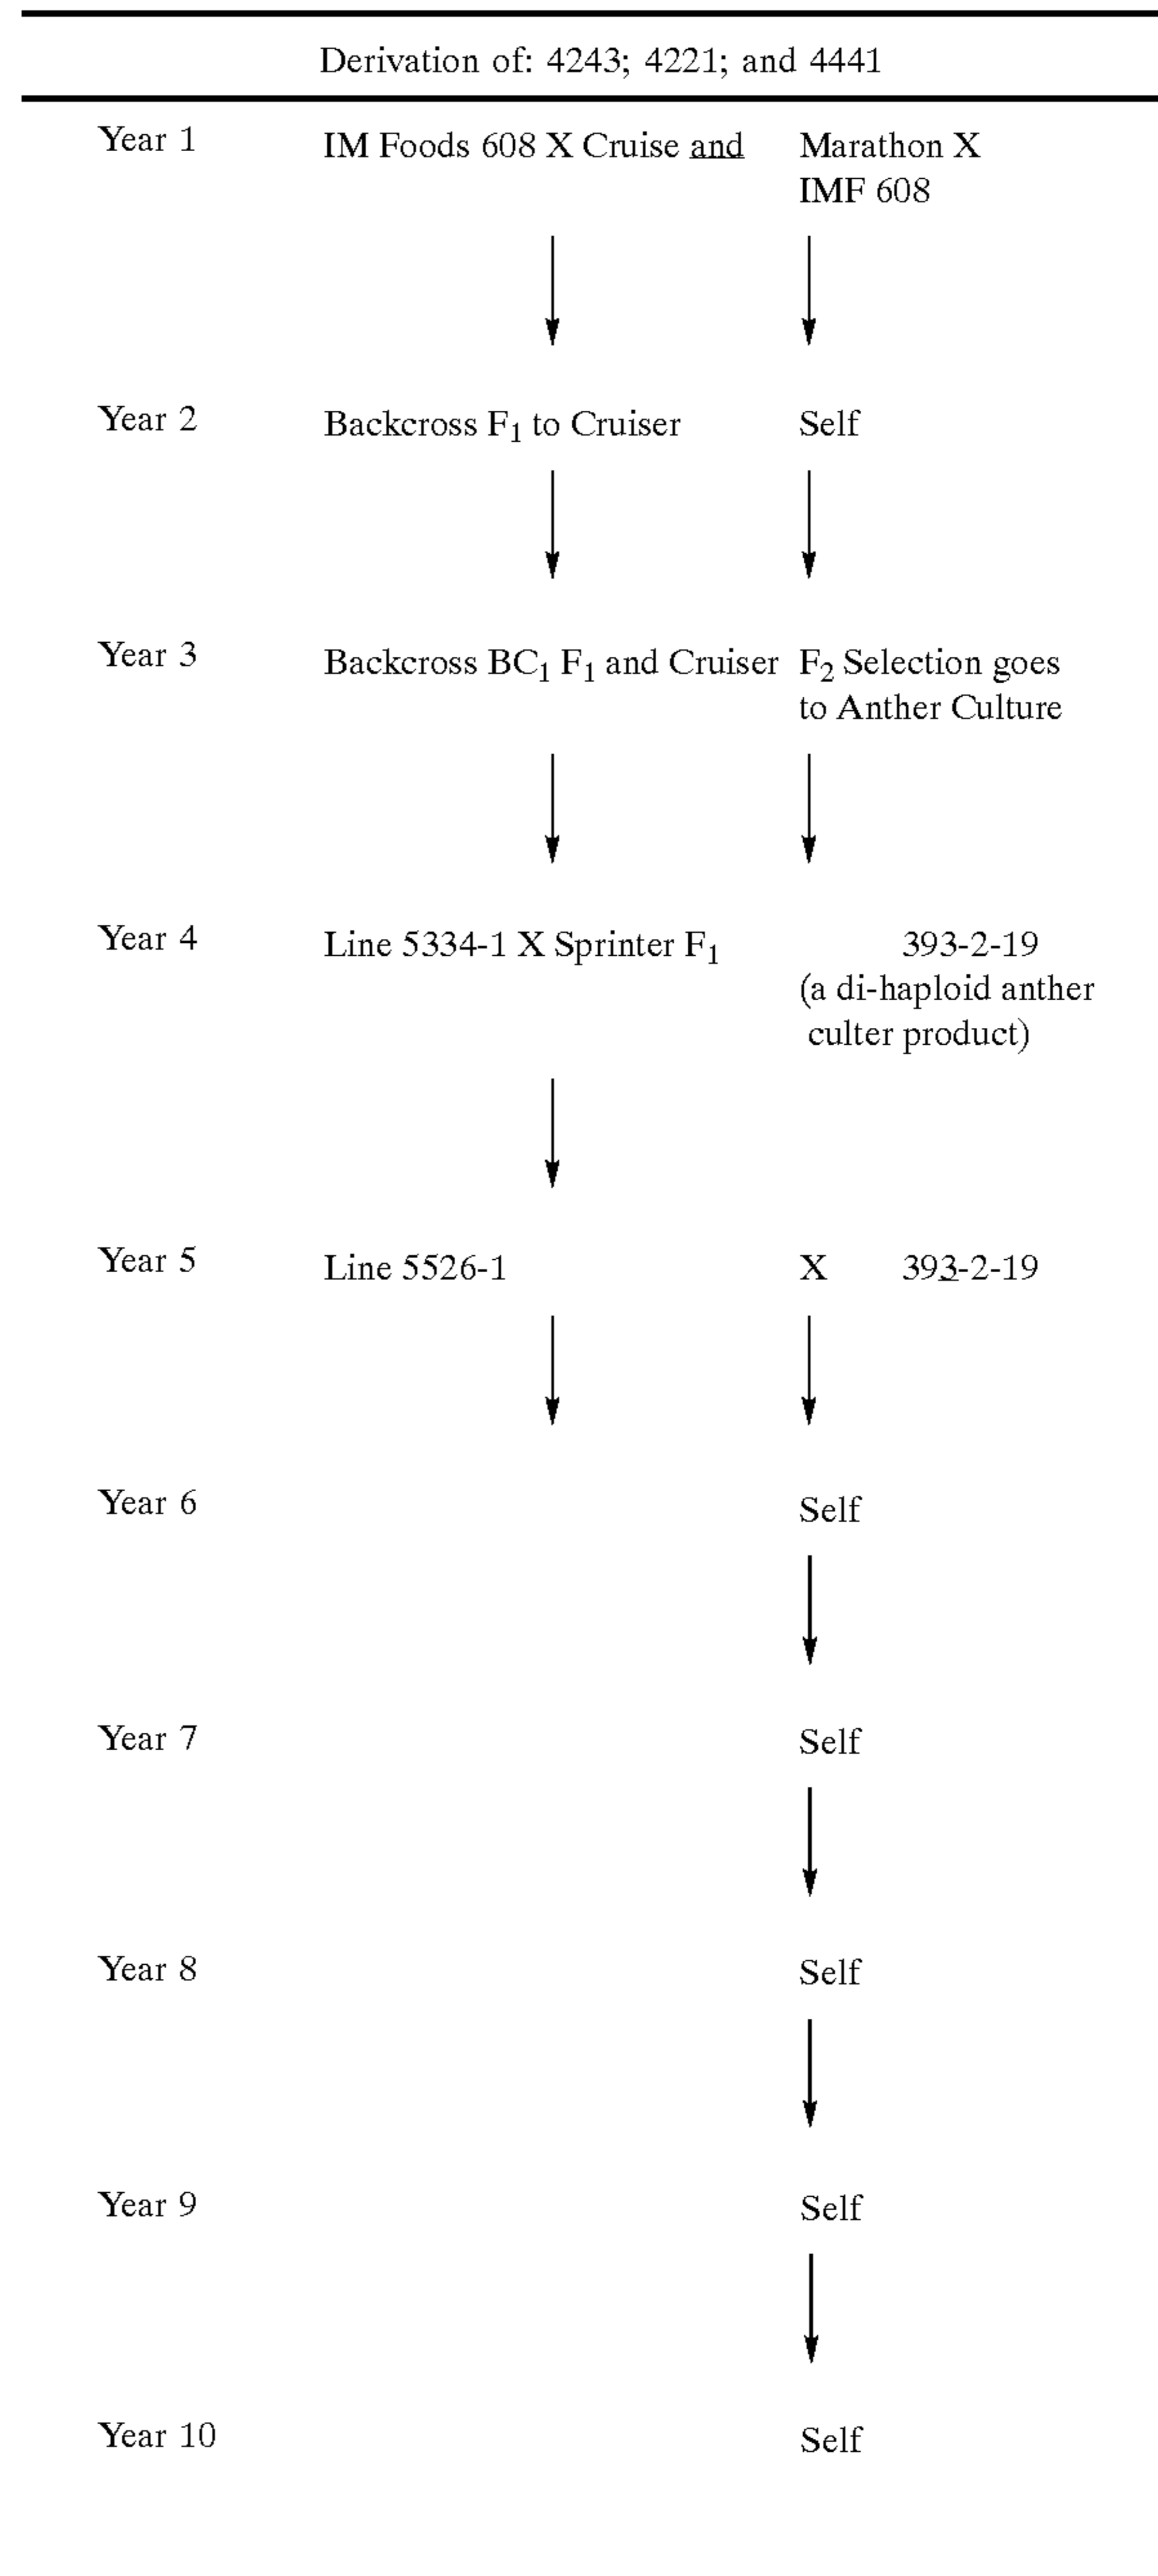 Derivation of: 4243; 4221; and 4441
Year 1 IM Foods 608 X Cruise and Marathon X
IMF 608
Year 2 Backcross F1 to Cruiser Self
Year 3 Backcross BC1 F1 and Cruiser F2 Selection goes
to Anther Culture
Year 4 Line 5334-1 X Sprinter F1 393-2-19
(a di-haploid anther
culter product)
Year 5 Line 5526-1 X 393-2-19
Year 6 Self
Year 7 Self
Year 8 Self
Year 9 Self
Year 10 Self